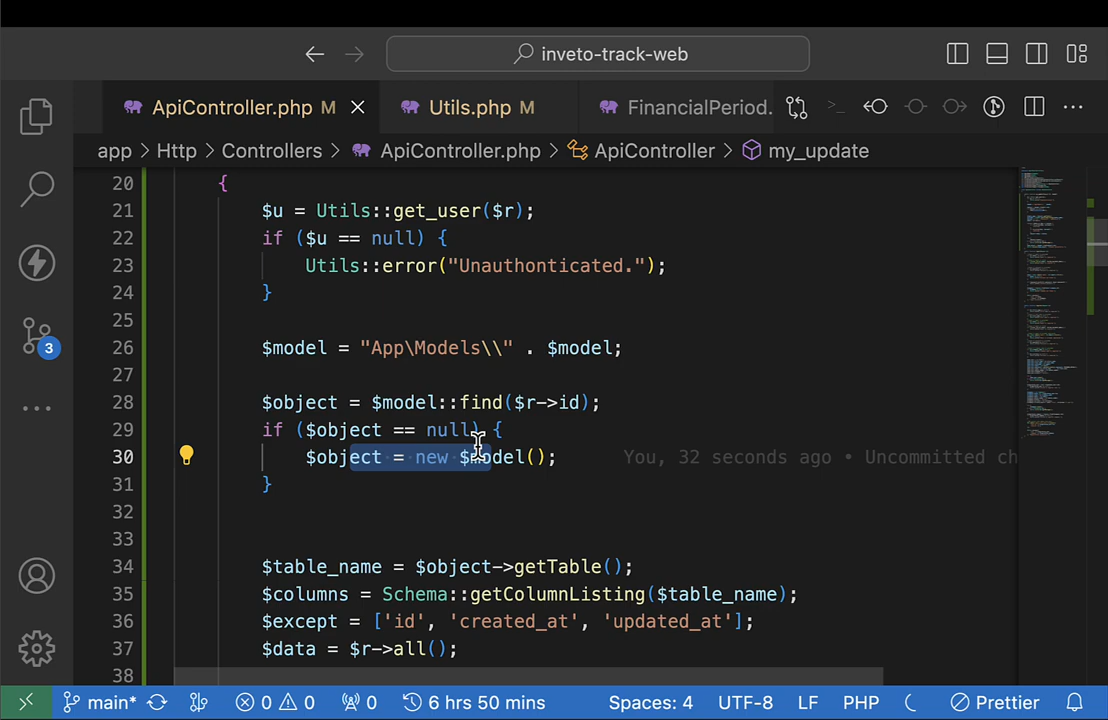 inveto-track-web
ApiController.php M
Utils.php M
FinancialPeriod.
app > Http > Controllers > ApiController.php > ApiController > my_update
20 {
21 $u = Utils::get_user($r);
22 if ($u == null) {
23 Utils::error("Unauthonticated.");
24 }
25
26 $model = "App\Models\\" . $model;
27
28 $object = $model::find($r->id);
29 if ($object == null) {
30 $object = new $model(); You, 32 seconds ago • Uncommitted ch
31 }
32
33
34 $table_name = $object->getTable();
35 $columns = Schema::getColumnListing($table_name);
36 $except = ['id', 'created_at', 'updated_at'];
37 $data = $r->all();
38
3
main* 0 0 0 6 hrs 50 mins Spaces: 4 UTF-8 LF PHP Prettier